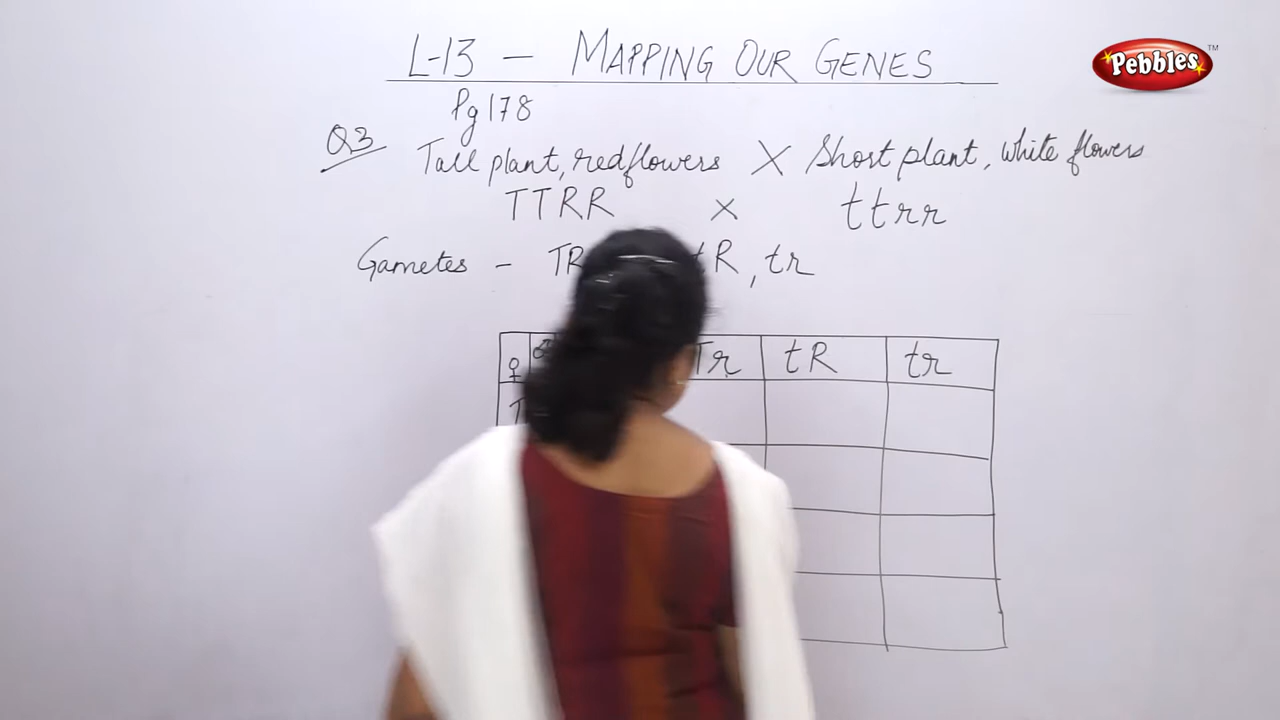 L-13 — MAPPING OUR GENES
Pebbles™
Pg 178
Q3 Tall plant, red flowers X Short plant, white flowers
TTRR × ttrr
Gametes - TR tR, tr
♀ Tr tR tr
T